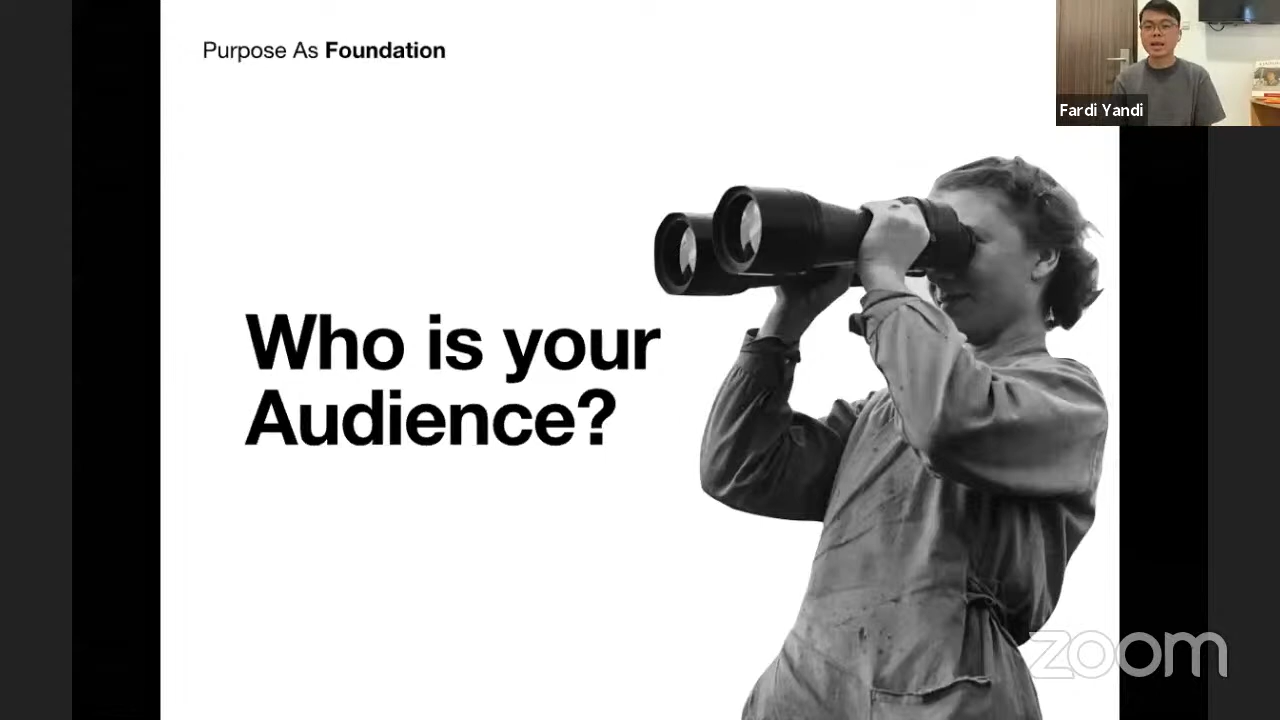 Purpose As Foundation
Fardi Yandi
Who is your
Audience?
zoom